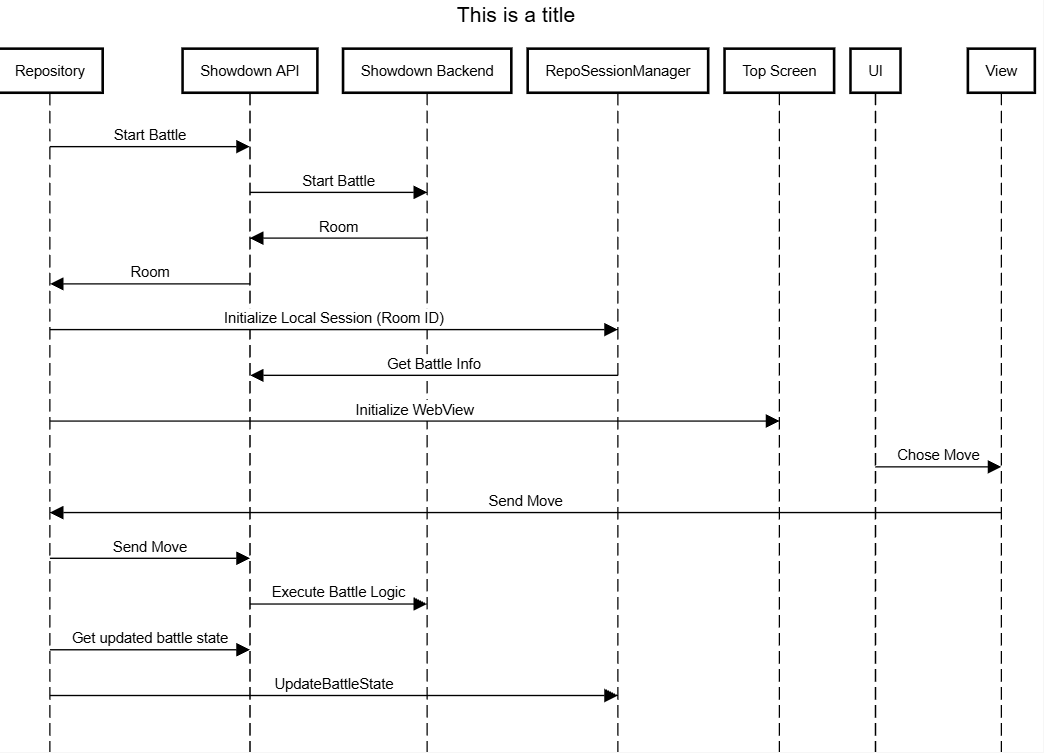 This is a title
Repository
Showdown API
Showdown Backend
RepoSessionManager
Top Screen
UI
View
Start Battle
Start Battle
Room
Room
Initialize Local Session (Room ID)
Get Battle Info
Initialize WebView
Chose Move
Send Move
Send Move
Execute Battle Logic
Get updated battle state
UpdateBattleState